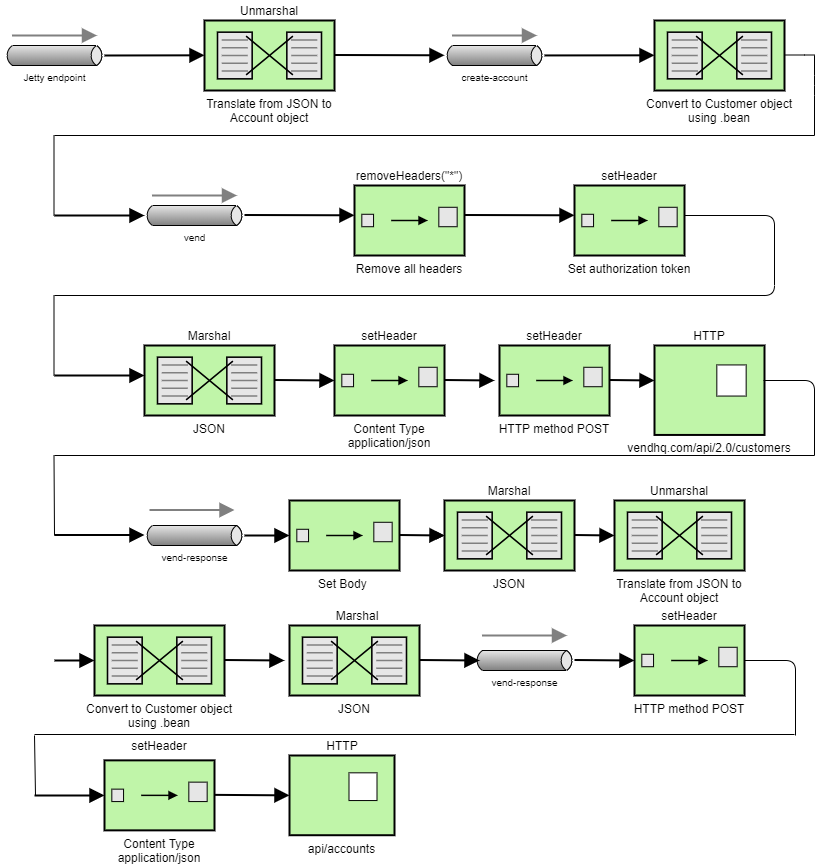 Unmarshal
Jetty endpoint
Translate from JSON to
Account object
create-account
Convert to Customer object
using .bean
vend
removeHeaders("*")
Remove all headers
setHeader
Set authorization token
Marshal
JSON
setHeader
Content Type
application/json
setHeader
HTTP method POST
HTTP
vendhq.com/api/2.0/customers
vend-response
Set Body
Marshal
JSON
Unmarshal
Translate from JSON to
Account object
Convert to Customer object
using .bean
Marshal
JSON
vend-response
setHeader
HTTP method POST
setHeader
Content Type
application/json
HTTP
api/accounts